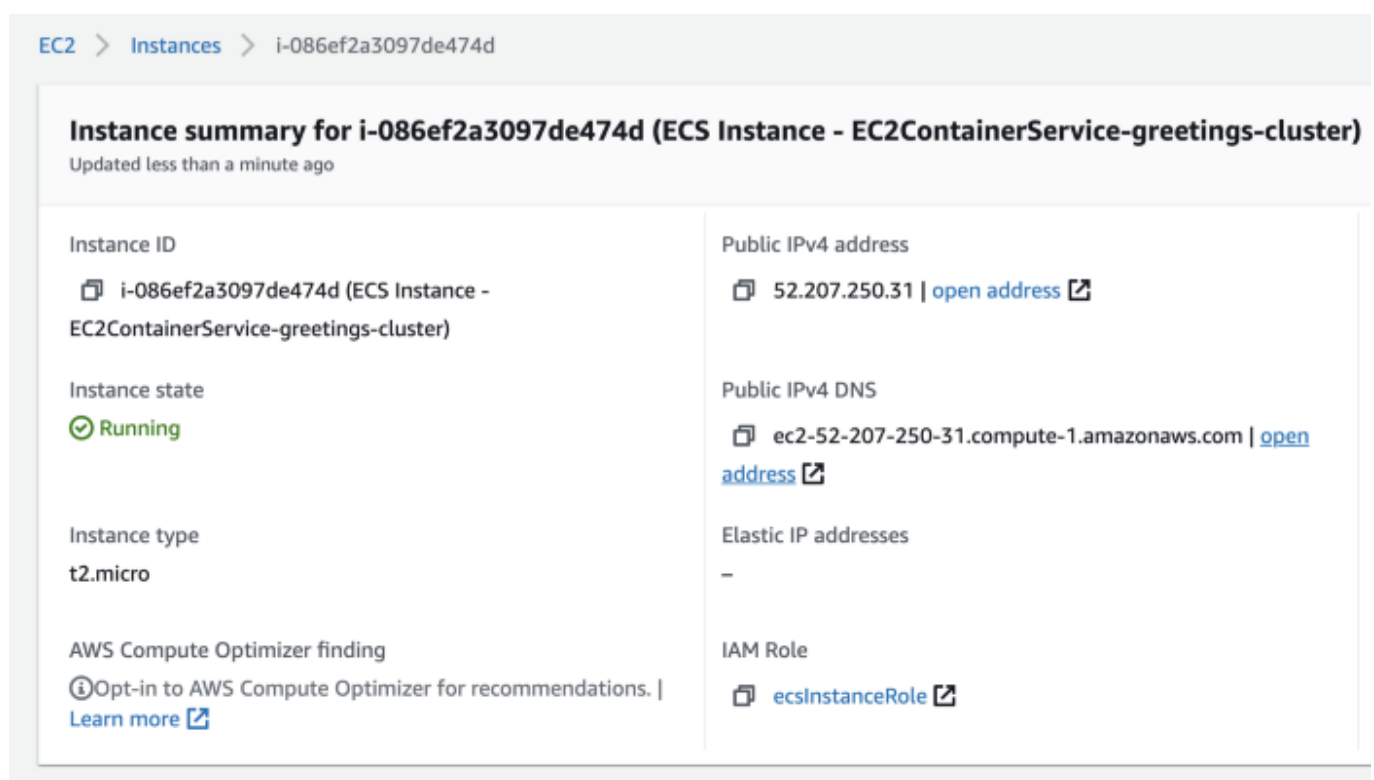 EC2 > Instances > i-086ef2a3097de474d
Instance summary for i-086ef2a3097de474d (ECS Instance - EC2ContainerService-greetings-cluster)
Updated less than a minute ago
Instance ID
i-086ef2a3097de474d (ECS Instance -
EC2ContainerService-greetings-cluster)
Public IPv4 address
52.207.250.31 | open address
Instance state
Running
Public IPv4 DNS
ec2-52-207-250-31.compute-1.amazonaws.com | open
address
Instance type
t2.micro
Elastic IP addresses
–
AWS Compute Optimizer finding
Opt-in to AWS Compute Optimizer for recommendations. |
Learn more
IAM Role
ecsInstanceRole